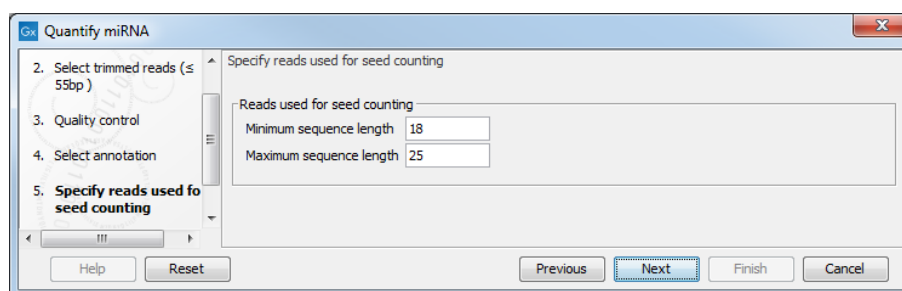 Gx Quantify miRNA
2. Select trimmed reads (≤
55bp )
3. Quality control
4. Select annotation
5. Specify reads used fo
seed counting
Specify reads used for seed counting
Reads used for seed counting
Minimum sequence length 18
Maximum sequence length 25
Help Reset Previous Next Finish Cancel